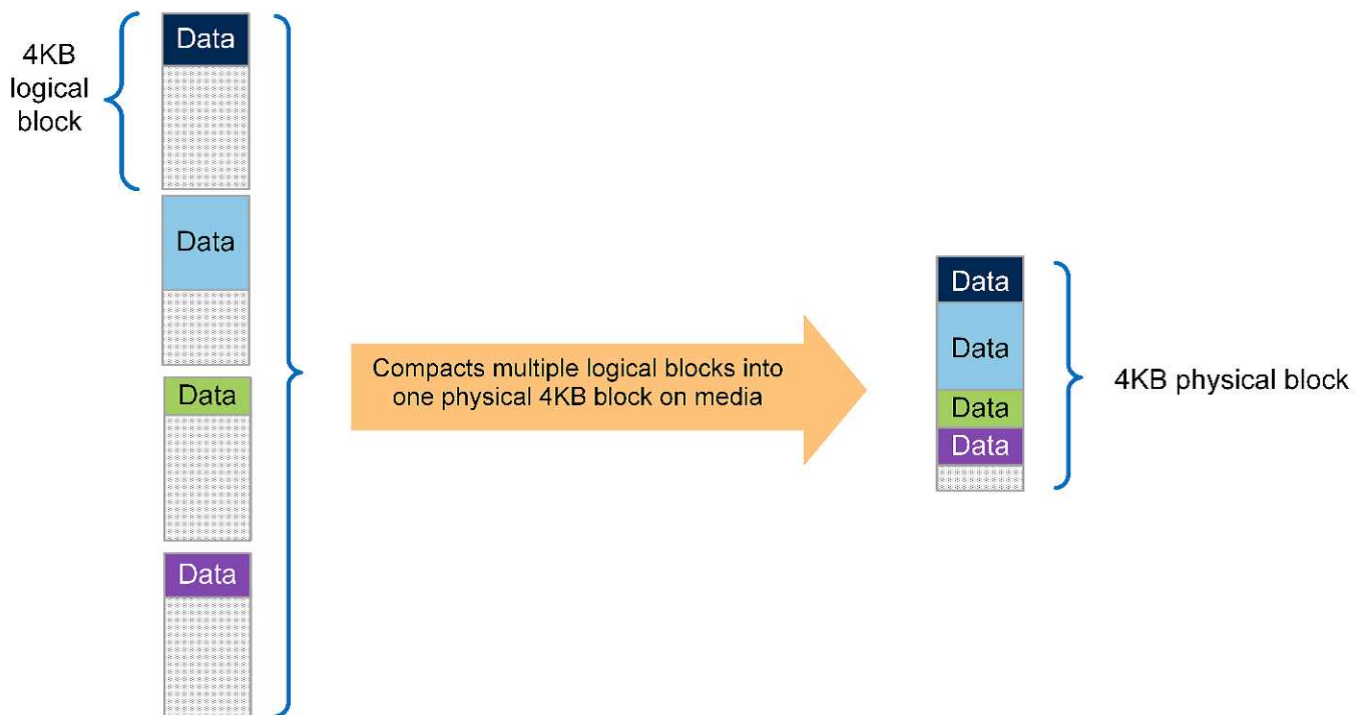 4KB
logical
block
Data
Data
Data
Data
Compacts multiple logical blocks into
one physical 4KB block on media
Data
Data
Data
Data
4KB physical block